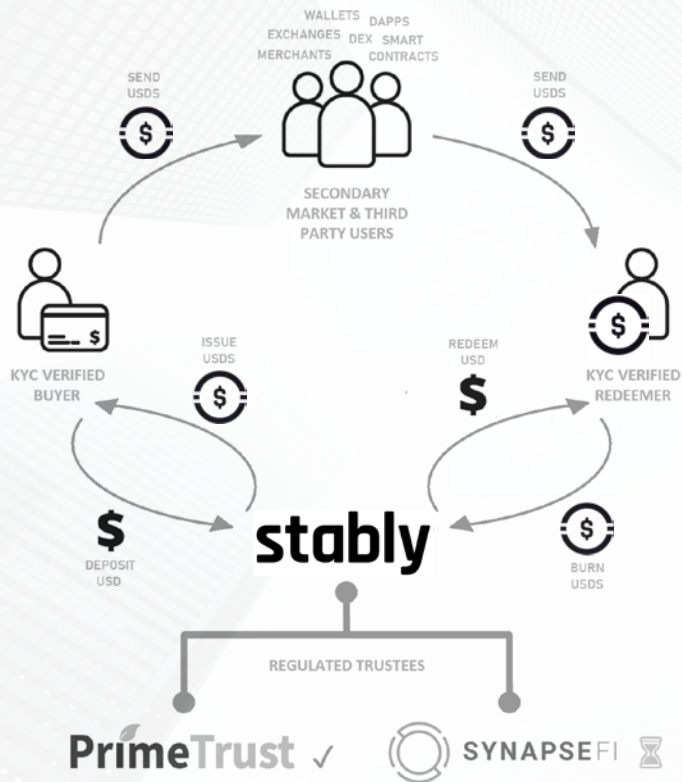 WALLETS DAPPS
EXCHANGES DEX SMART
MERCHANTS CONTRACTS
SEND
USDS
$
SEND
USDS
$
SECONDARY
MARKET & THIRD
PARTY USERS
$
KYC VERIFIED
BUYER
$
KYC VERIFIED
REDEEMER
ISSUE
USDS
$
REDEEM
USD
$
$
DEPOSIT
USD
stably
$
BURN
USDS
REGULATED TRUSTEES
PrimeTrust
SYNAPSEFI